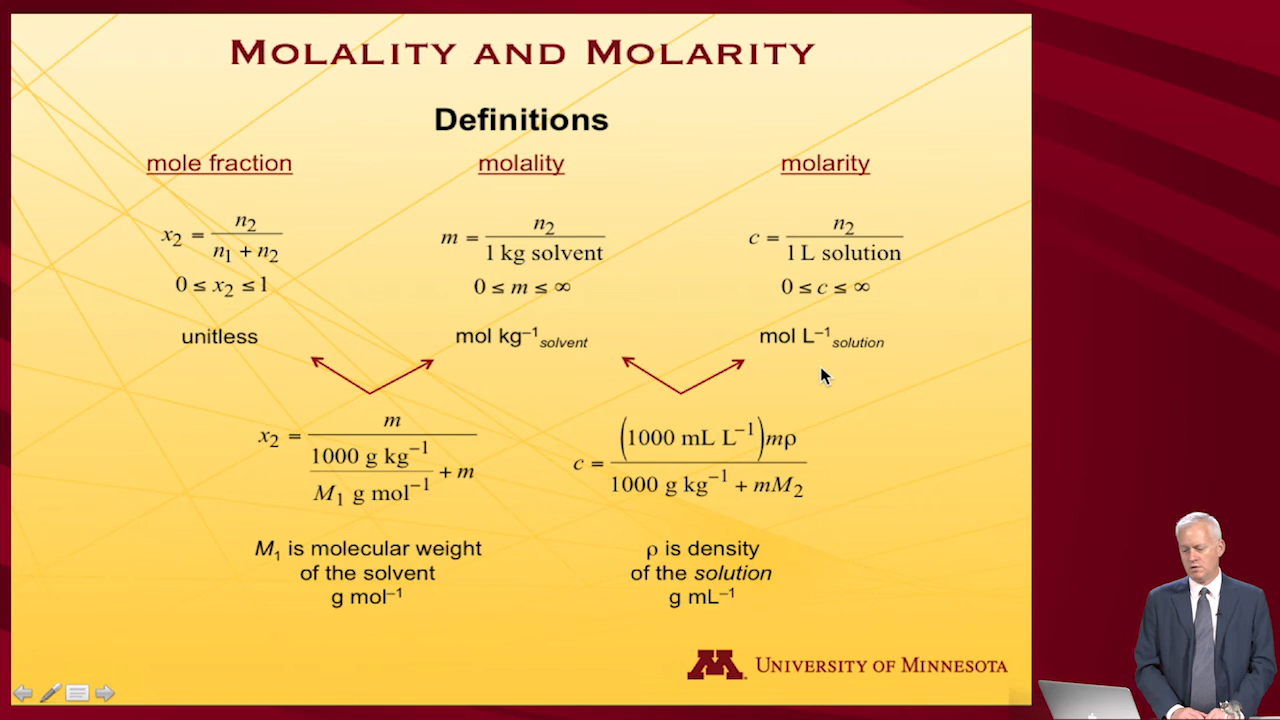 MOLALITY AND MOLARITY
Definitions
mole fraction
molality
molarity
x₂ = n₂ / (n₁ + n₂)
m = n₂ / 1 kg solvent
c = n₂ / 1 L solution
0 ≤ x₂ ≤ 1
0 ≤ m ≤ ∞
0 ≤ c ≤ ∞
unitless
mol kg⁻¹ solvent
mol L⁻¹ solution
x₂ = m / (1000 g kg⁻¹ / M₁ g mol⁻¹ + m)
c = (1000 mL L⁻¹)mρ / (1000 g kg⁻¹ + mM₂)
M₁ is molecular weight
of the solvent
g mol⁻¹
ρ is density
of the solution
g mL⁻¹
M UNIVERSITY OF MINNESOTA